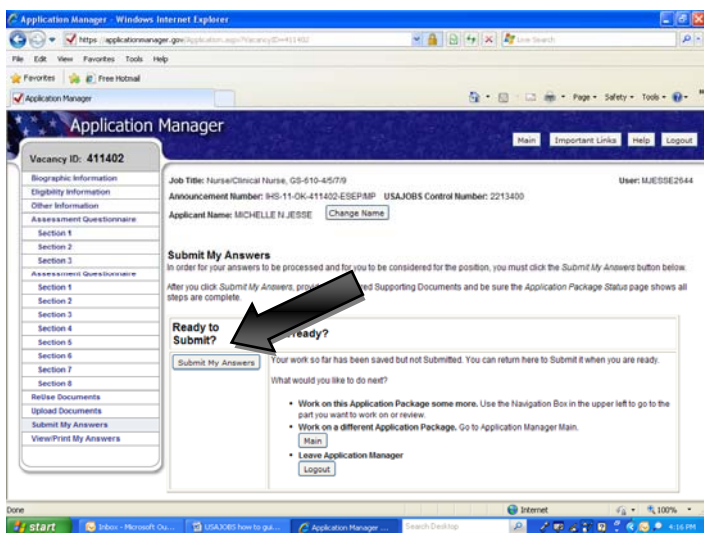 Application Manager - Windows Internet Explorer
https://applicationmanager.gov/Application.aspx?VacancyID=411402
Live Search
File Edit View Favorites Tools Help
Favorites Free Hotmail
Application Manager
Page Safety Tools
Application Manager
Main Important Links Help Logout
Vacancy ID: 411402
Biographic Information
Eligibility Information
Other Information
Assessment Questionnaire
Section 1
Section 2
Section 3
Assessment Questionnaire
Section 1
Section 2
Section 3
Section 4
Section 5
Section 6
Section 7
Section 8
ReUse Documents
Upload Documents
Submit My Answers
View/Print My Answers
Job Title: Nurse/Clinical Nurse, GS-610-4/5/7/9 User: MJESSE2644
Announcement Number: IHS-11-OK-411402-ESEP/MP USAJOBS Control Number: 2213400
Applicant Name: MICHELLE N JESSE Change Name
Submit My Answers
In order for your answers to be processed and for you to be considered for the position, you must click the Submit My Answers button below.
After you click Submit My Answers, Supporting Documents and be sure the Application Package Status page shows all
steps are complete.
Ready to
Submit?
Submit My Answers
ready?
Your work so far has been saved but not Submitted. You can return here to Submit it when you are ready.
What would you like to do next?
• Work on this Application Package some more. Use the Navigation Box in the upper left to go to the
part you want to work on or review.
• Work on a different Application Package. Go to Application Manager Main.
Main
• Leave Application Manager
Logout
Done Internet 100%
start Inbox - Microsoft Ou... USAJOBS how to gui... Application Manager ... Search Desktop 4:16 PM